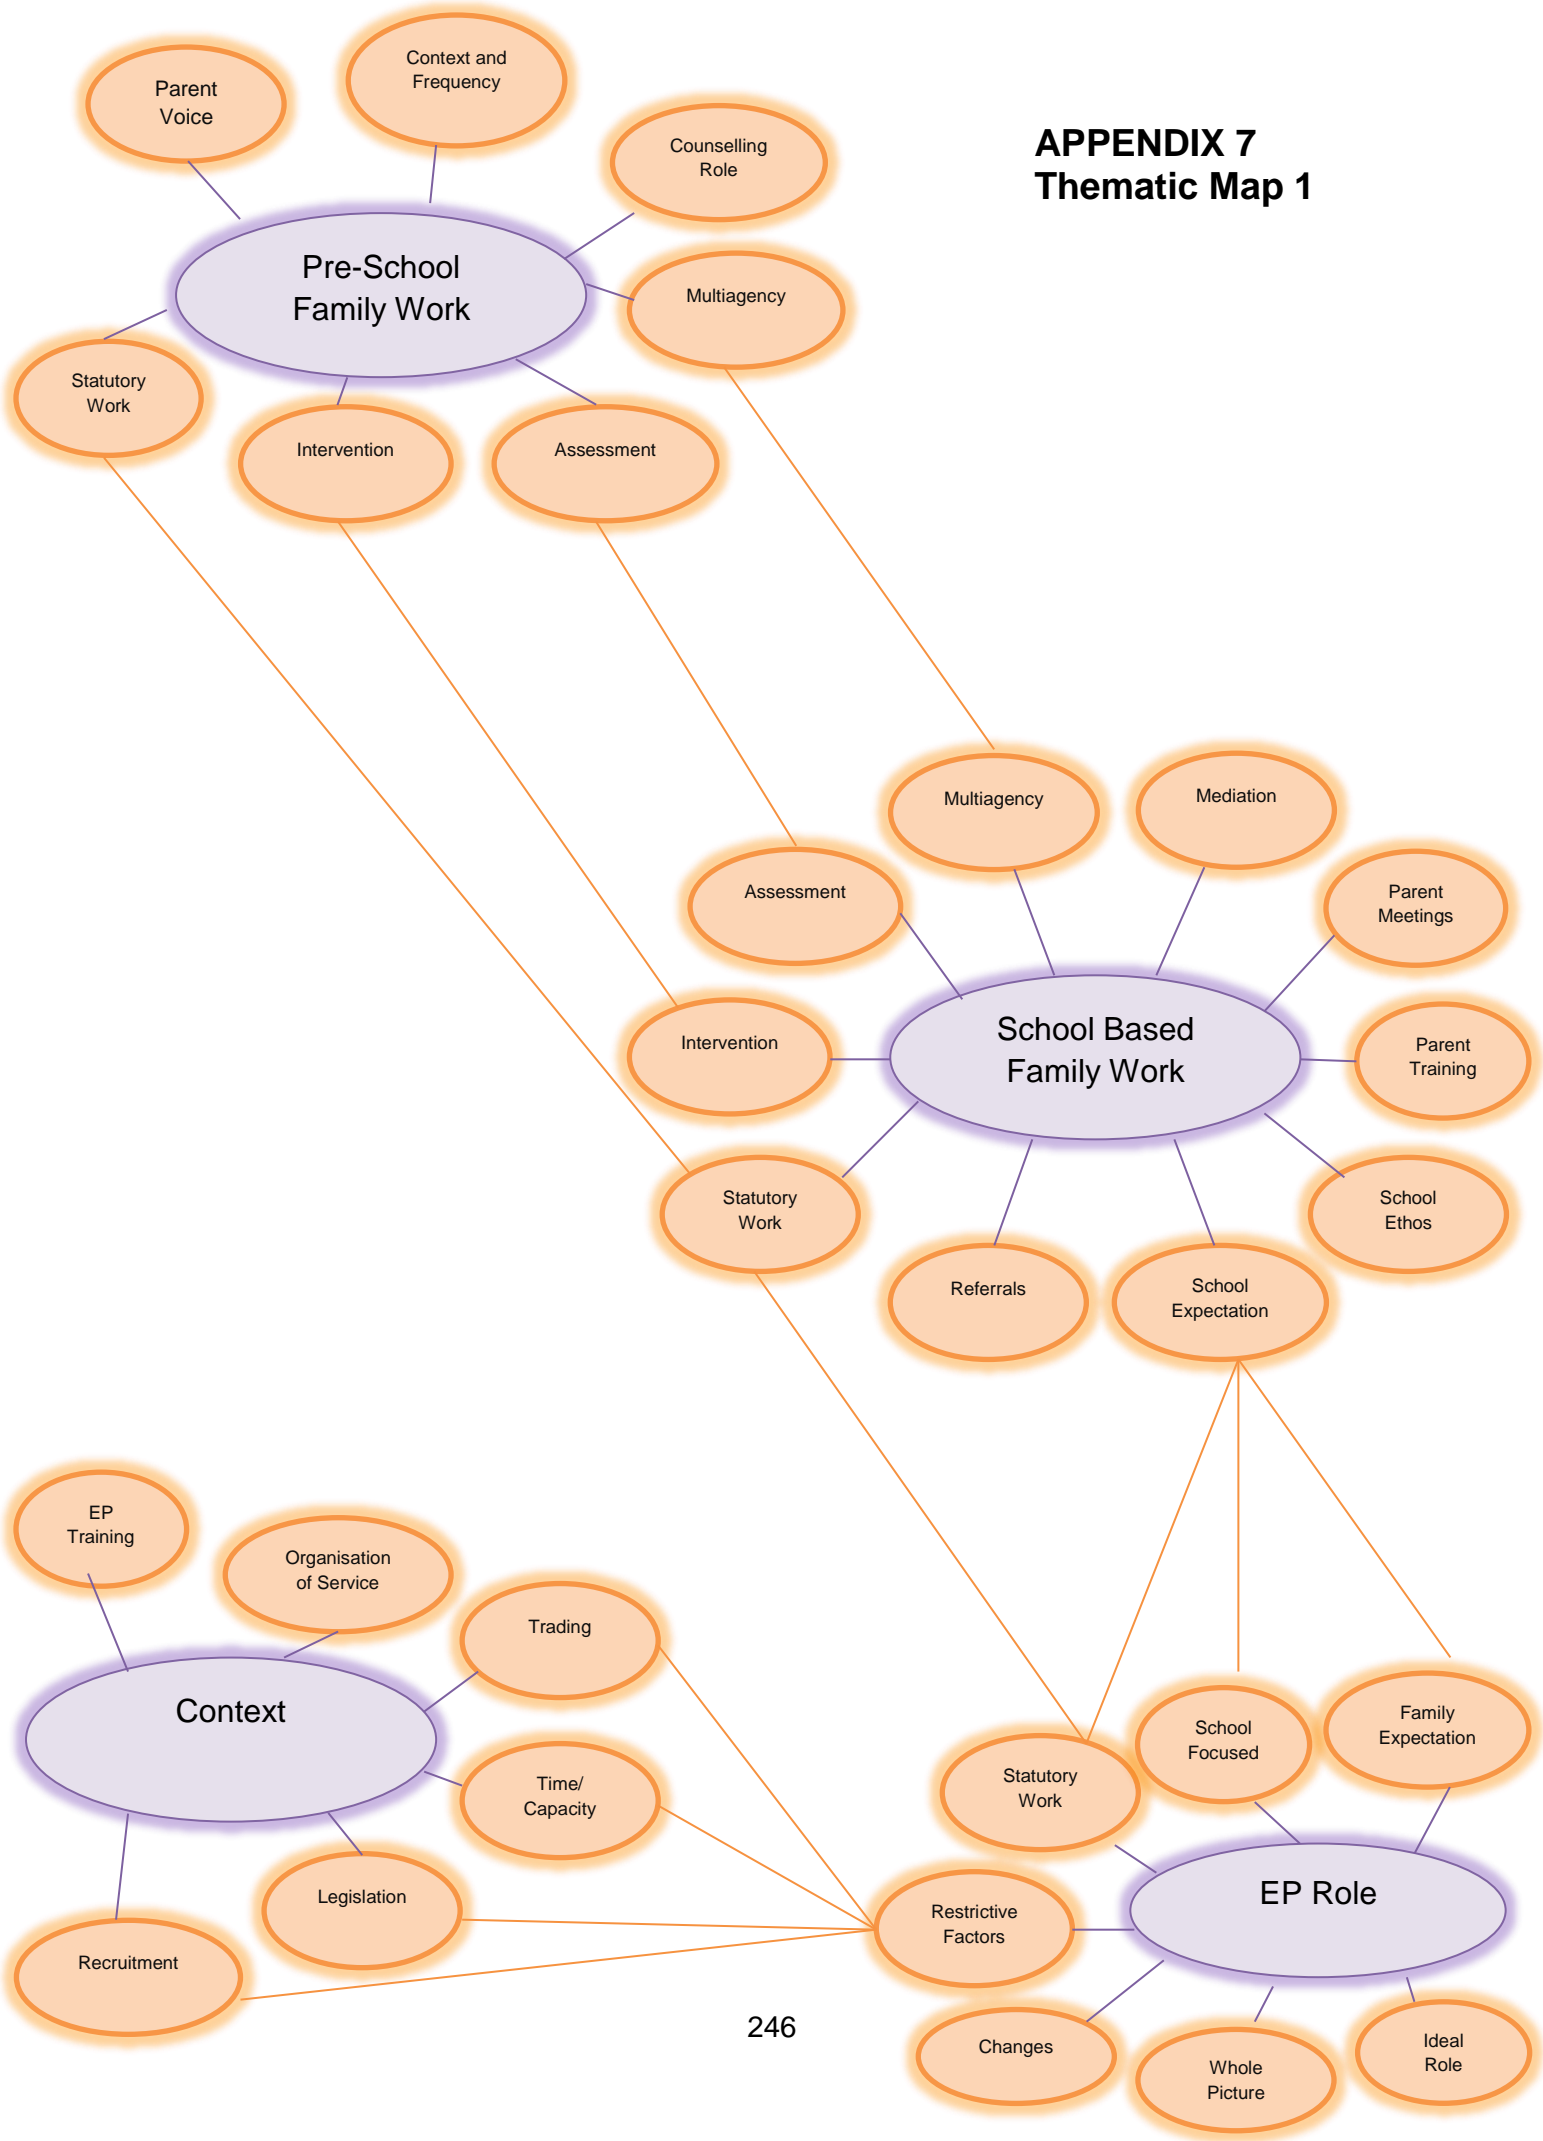 Parent
Voice
Context and
Frequency
Counselling
Role
APPENDIX 7
Thematic Map 1
Pre-School
Family Work
Multiagency
Statutory
Work
Intervention
Assessment
Multiagency
Mediation
Assessment
Parent
Meetings
School Based
Family Work
Intervention
Parent
Training
Statutory
Work
School
Ethos
Referrals
School
Expectation
EP
Training
Organisation
of Service
Trading
Context
Time/
Capacity
Legislation
Recruitment
School
Focused
Family
Expectation
Statutory
Work
EP Role
Restrictive
Factors
Changes
Whole
Picture
Ideal
Role
246